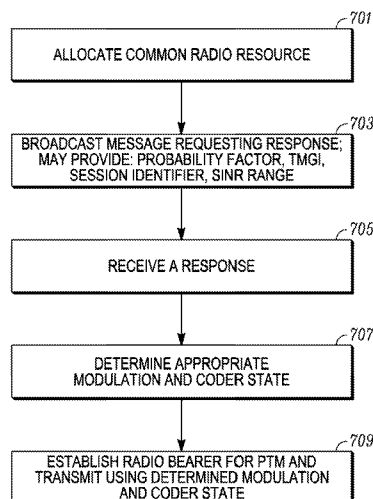 701
ALLOCATE COMMON RADIO RESOURCE
703
BROADCAST MESSAGE REQUESTING RESPONSE;
MAY PROVIDE: PROBABILITY FACTOR, TMGI,
SESSION IDENTIFIER, SINR RANGE
705
RECEIVE A RESPONSE
707
DETERMINE APPROPRIATE
MODULATION AND CODER STATE
709
ESTABLISH RADIO BEARER FOR PTM AND
TRANSMIT USING DETERMINED MODULATION
AND CODER STATE